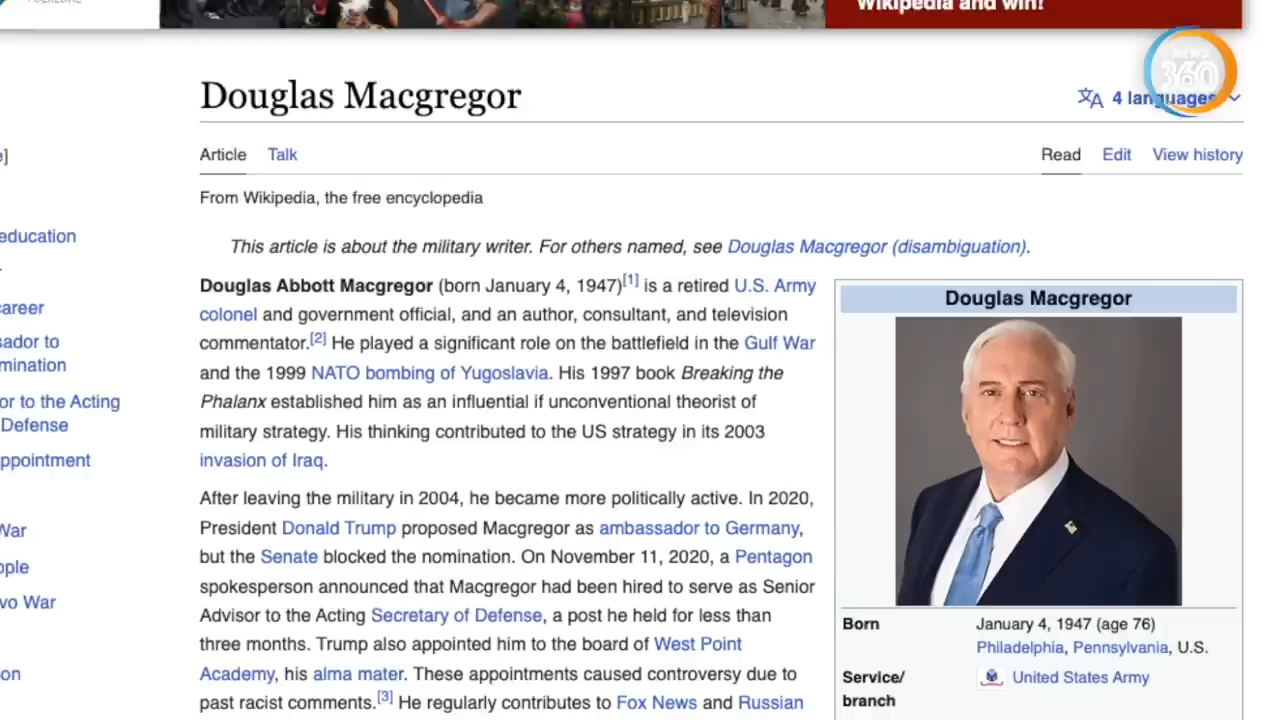 Wikipedia and win!
360
Douglas Macgregor
4 languages
Article Talk
Read Edit View history
From Wikipedia, the free encyclopedia
This article is about the military writer. For others named, see Douglas Macgregor (disambiguation).
Douglas Abbott Macgregor (born January 4, 1947)[1] is a retired U.S. Army
colonel and government official, and an author, consultant, and television
commentator.[2] He played a significant role on the battlefield in the Gulf War
and the 1999 NATO bombing of Yugoslavia. His 1997 book Breaking the
Phalanx established him as an influential if unconventional theorist of
military strategy. His thinking contributed to the US strategy in its 2003
invasion of Iraq.
After leaving the military in 2004, he became more politically active. In 2020,
President Donald Trump proposed Macgregor as ambassador to Germany,
but the Senate blocked the nomination. On November 11, 2020, a Pentagon
spokesperson announced that Macgregor had been hired to serve as Senior
Advisor to the Acting Secretary of Defense, a post he held for less than
three months. Trump also appointed him to the board of West Point
Academy, his alma mater. These appointments caused controversy due to
past racist comments.[3] He regularly contributes to Fox News and Russian
Douglas Macgregor
Born January 4, 1947 (age 76)
Philadelphia, Pennsylvania, U.S.
Service/ United States Army
branch
e]
education
career
sador to
mination
or to the Acting
Defense
ppointment
War
ople
vo War
on